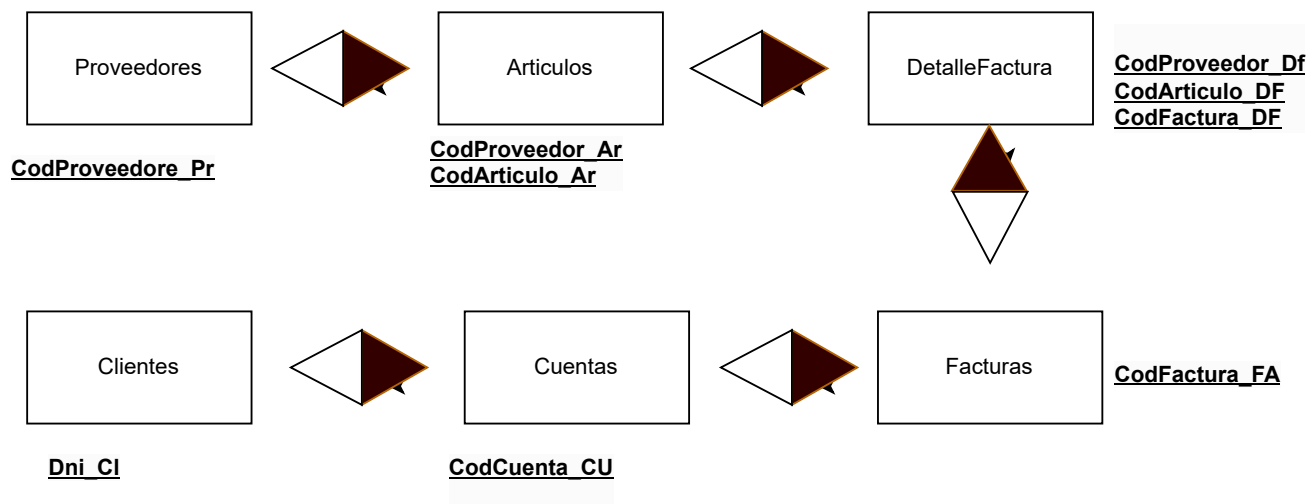 Proveedores
Articulos
DetalleFactura
CodProveedor_Df
CodArticulo_DF
CodFactura_DF
CodProveedore_Pr
CodProveedor_Ar
CodArticulo_Ar
Clientes
Cuentas
Facturas
CodFactura_FA
Dni_Cl
CodCuenta_CU